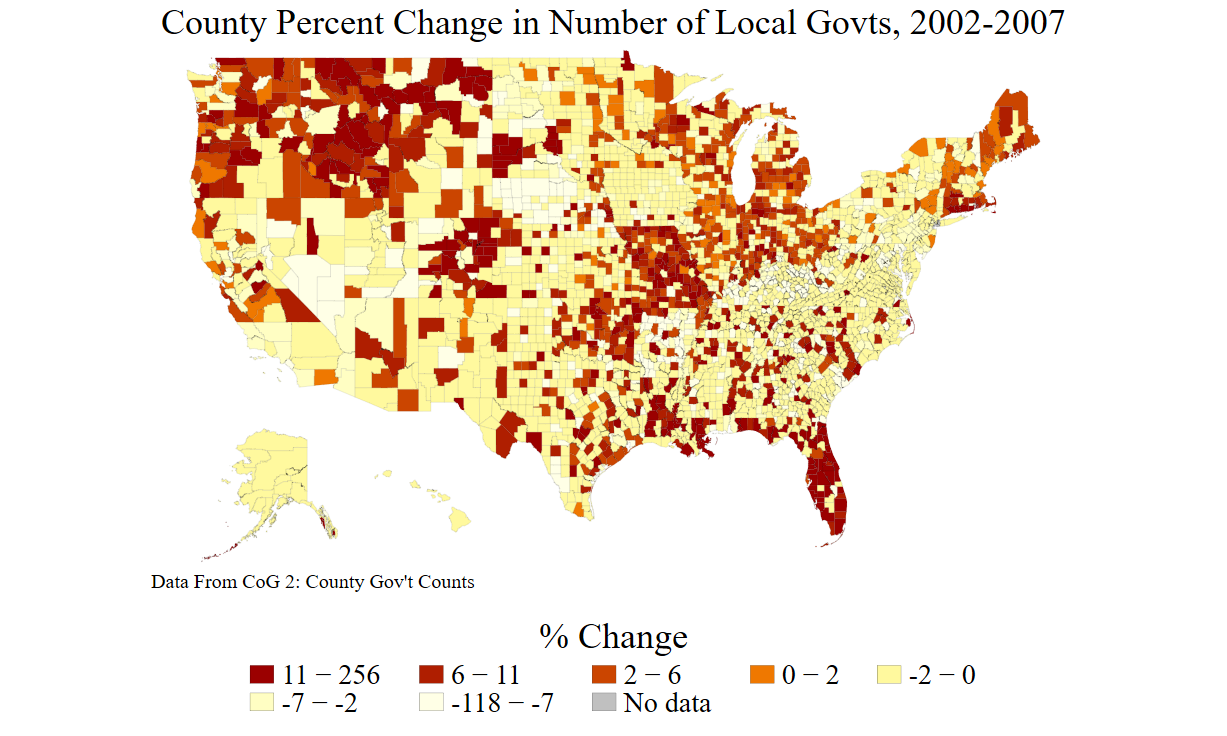 County Percent Change in Number of Local Govts, 2002-2007
Data From CoG 2: County Gov't Counts
% Change
11 − 256 6 − 11 2 − 6 0 − 2 -2 − 0
-7 − -2 -118 − -7 No data